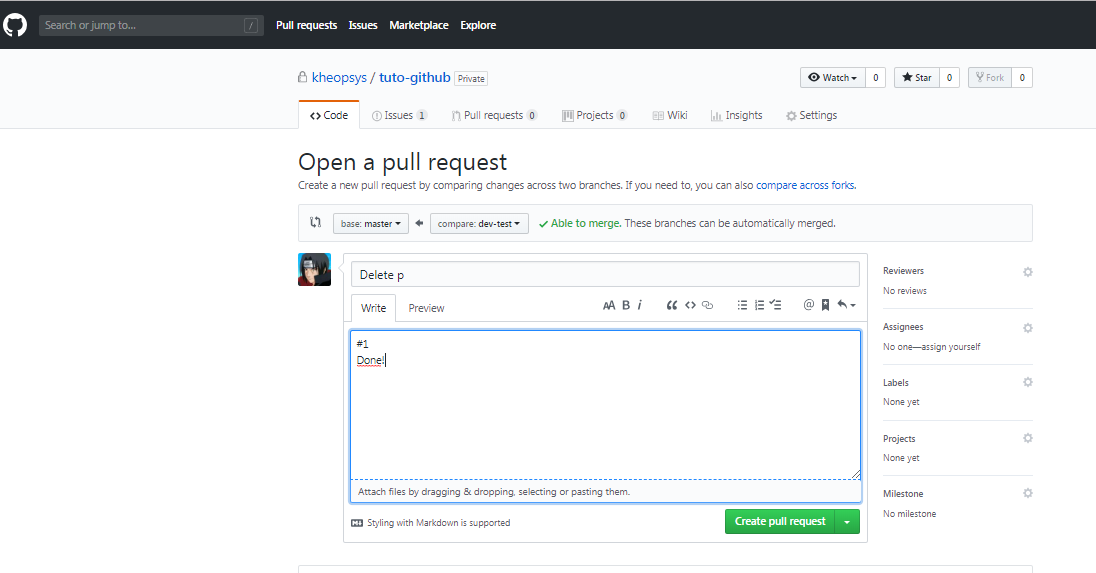 Search or jump to... /
Pull requests Issues Marketplace Explore
kheopsys / tuto-github Private
Watch 0 Star 0 Fork 0
Code Issues 1 Pull requests 0 Projects 0 Wiki Insights Settings
Open a pull request
Create a new pull request by comparing changes across two branches. If you need to, you can also compare across forks.
base: master compare: dev-test Able to merge. These branches can be automatically merged.
Delete p
Write Preview
AA B i
#1
Done!
Attach files by dragging & dropping, selecting or pasting them.
Styling with Markdown is supported
Create pull request
Reviewers
No reviews
Assignees
No one—assign yourself
Labels
None yet
Projects
None yet
Milestone
No milestone